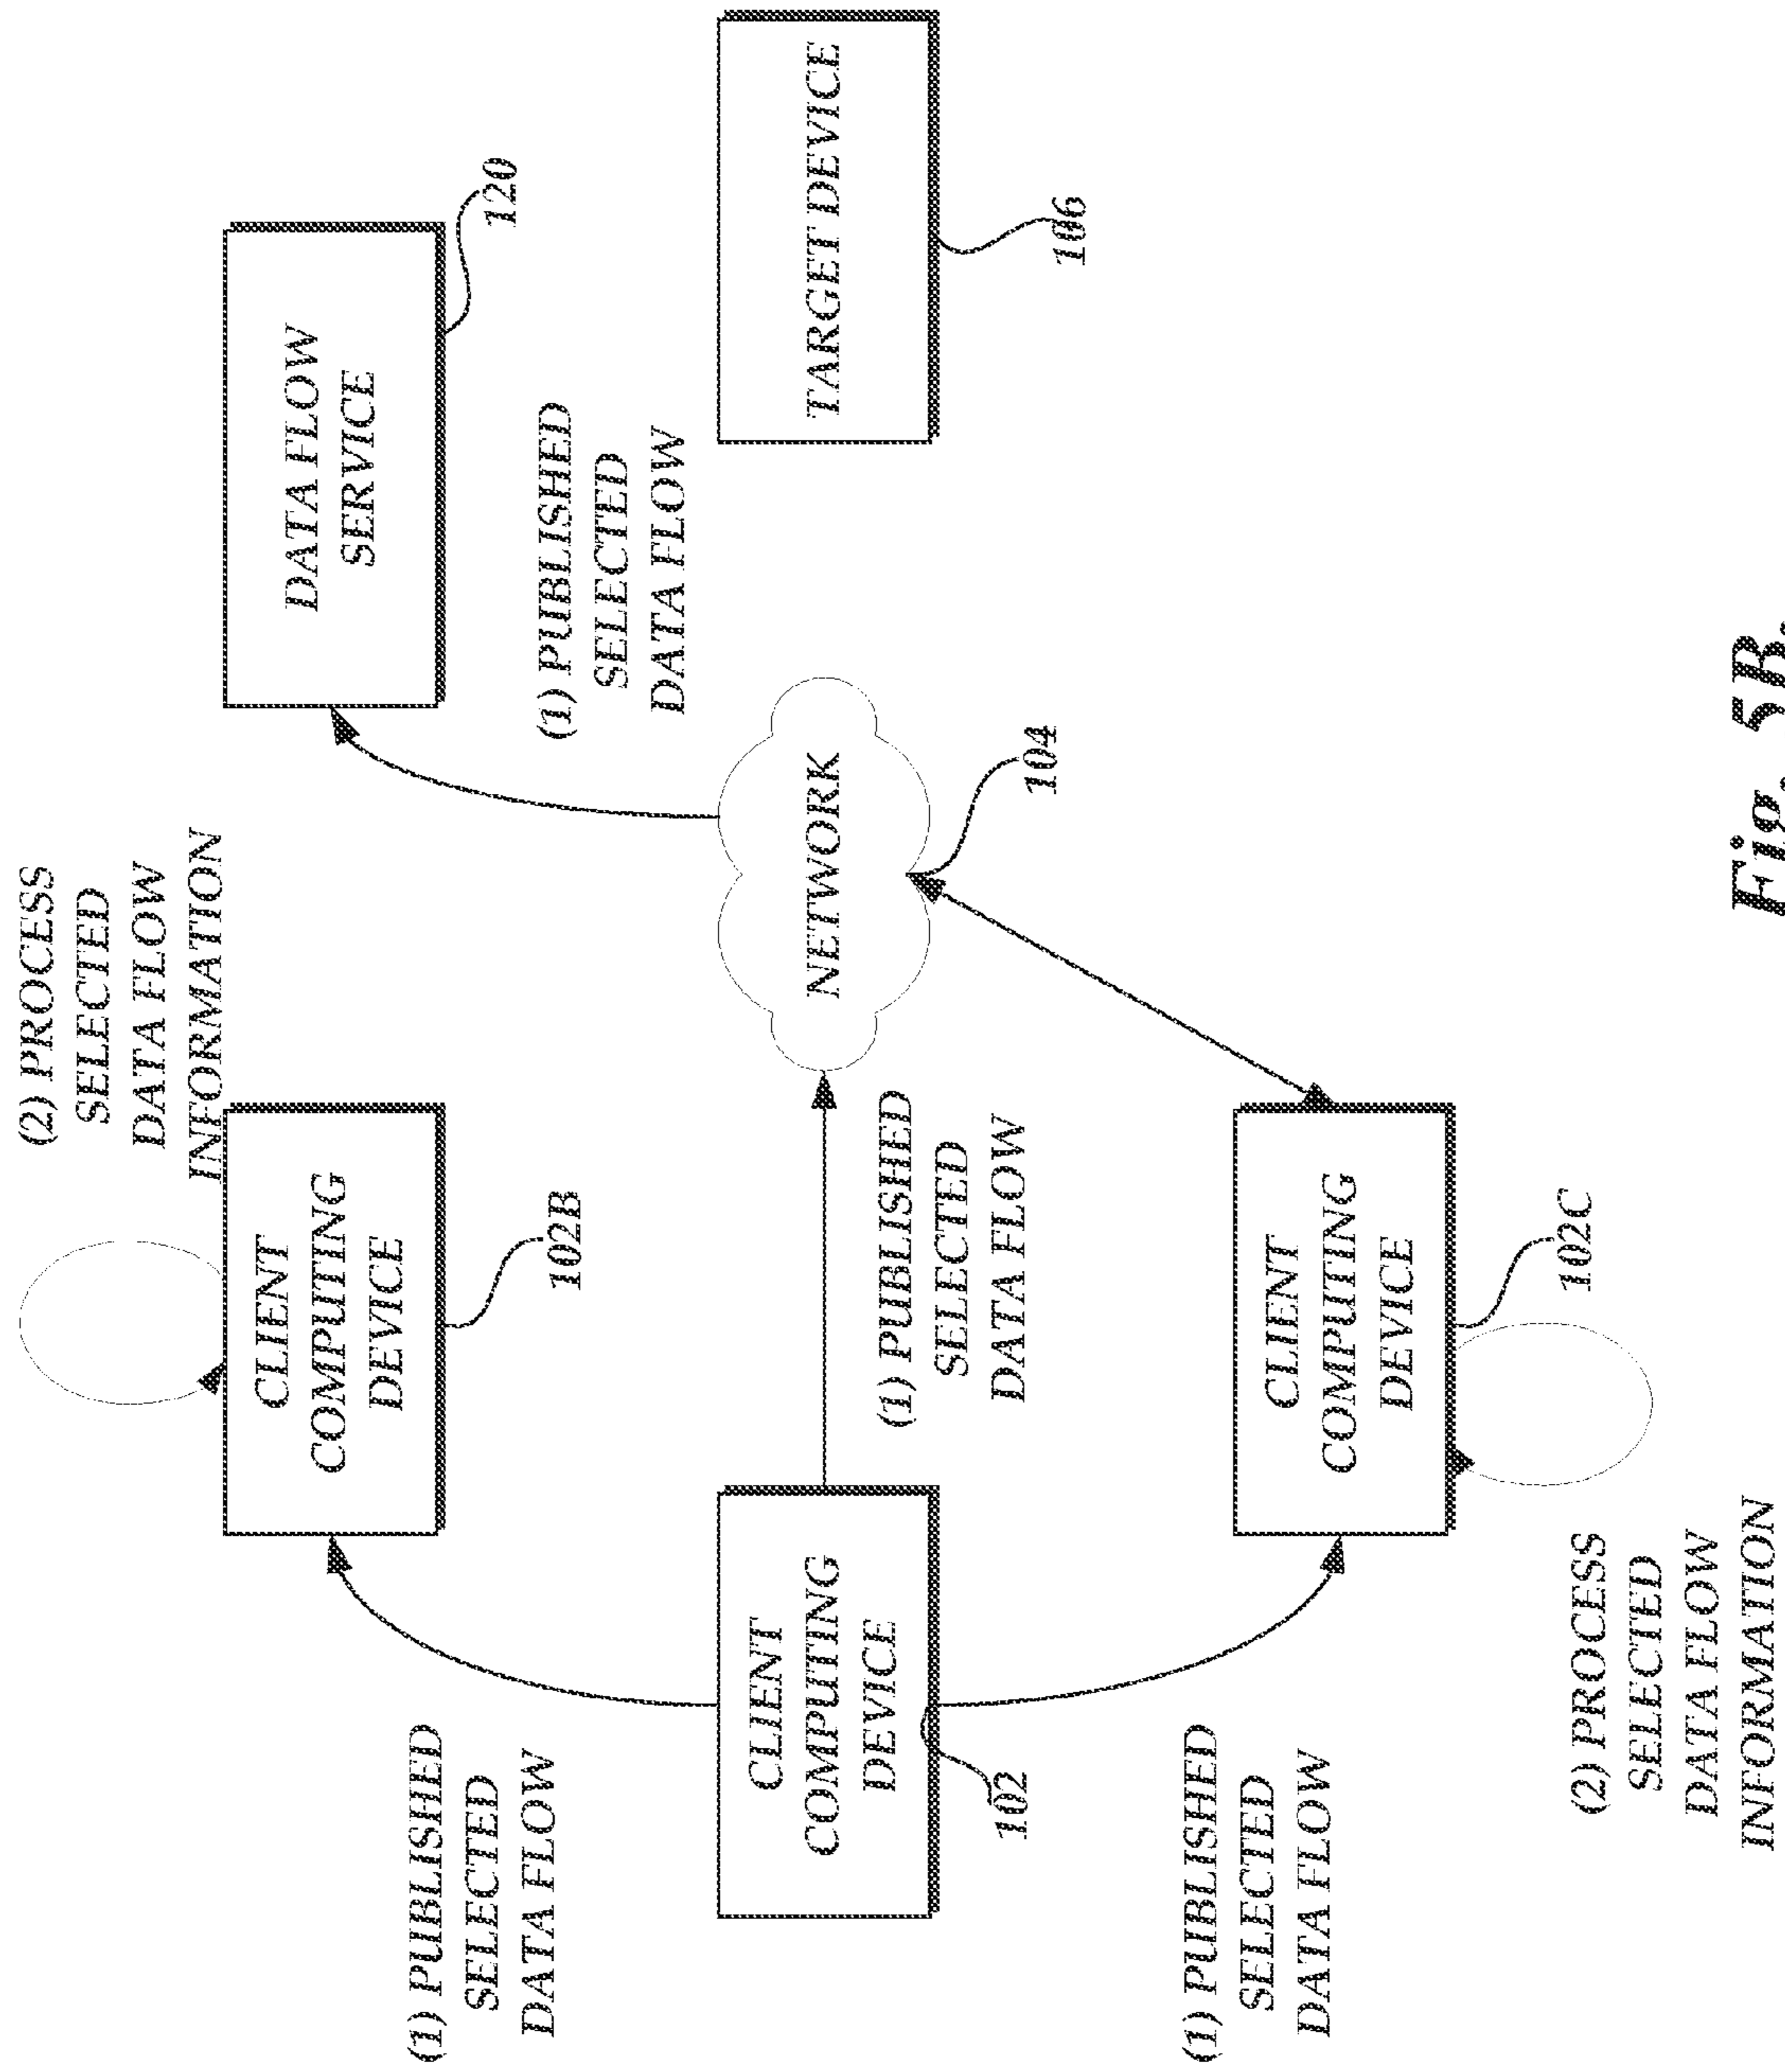 (2) PROCESS
SELECTED
DATA FLOW
INFORMATION
CLIENT
COMPUTING
DEVICE
102B
DATA FLOW
SERVICE
120
(1) PUBLISHED
SELECTED
DATA FLOW
(1) PUBLISHED
SELECTED
DATA FLOW
CLIENT
COMPUTING
DEVICE
102
(1) PUBLISHED
SELECTED
DATA FLOW
NETWORK
104
TARGET DEVICE
106
(1) PUBLISHED
SELECTED
DATA FLOW
CLIENT
COMPUTING
DEVICE
102C
(2) PROCESS
SELECTED
DATA FLOW
INFORMATION
Fig. 5B.